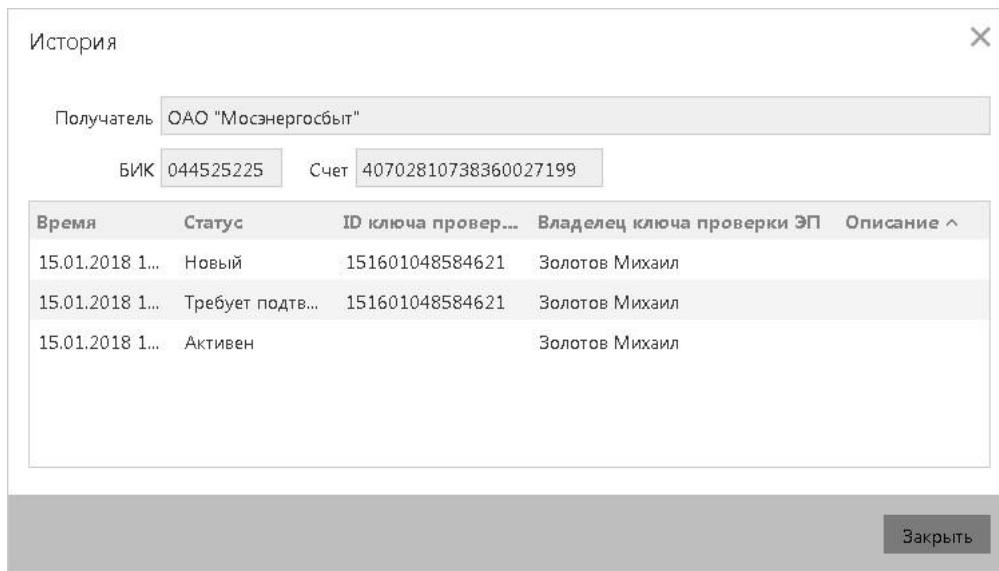 История
Получатель ОАО "Мосэнергосбыт"
БИК 044525225 Счет 40702810738360027199
Время Статус ID ключа провер... Владелец ключа проверки ЭП Описание
15.01.2018 1... Новый 151601048584621 Золотов Михаил
15.01.2018 1... Требует подтв... 151601048584621 Золотов Михаил
15.01.2018 1... Активен Золотов Михаил
Закрыть